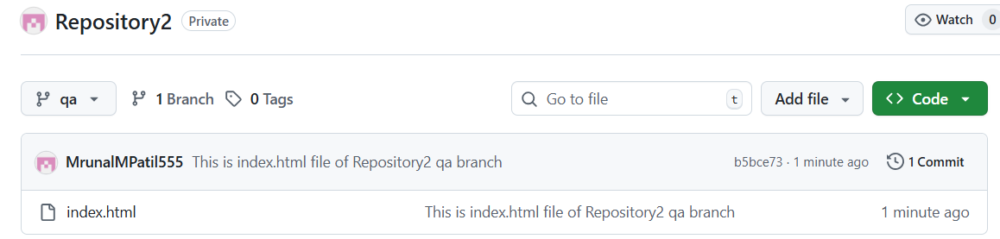 Repository2 Private Watch 0
qa 1 Branch 0 Tags Go to file t Add file Code
MrunalMPatil555 This is index.html file of Repository2 qa branch b5bce73 · 1 minute ago 1 Commit
index.html This is index.html file of Repository2 qa branch 1 minute ago